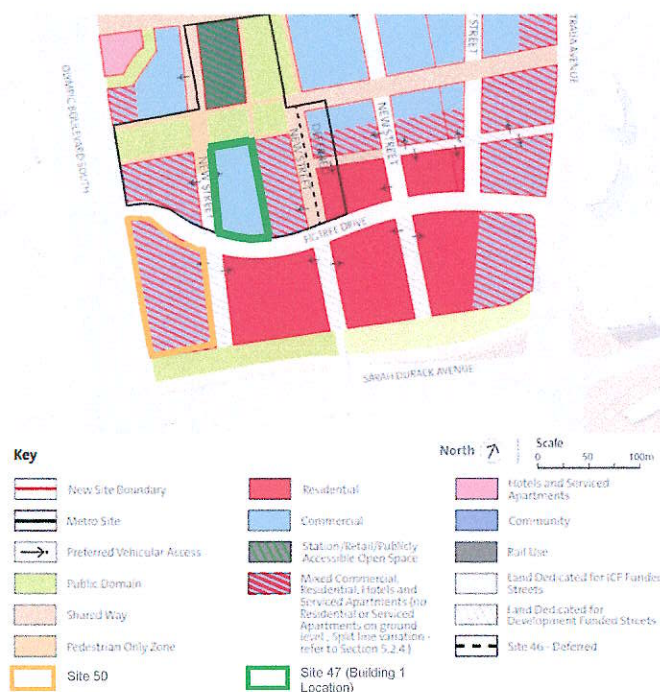 OLYMPIC BOULEVARD SOUTH
NEW STREET
NEW STREET
NEW STREET
STREET
AVENUE
FIGTREE DRIVE
SARAH DURACK AVENUE
Key
North
Scale
0 50 100m
New Site Boundary
Metro Site
Preferred Vehicular Access
Public Domain
Shared Way
Pedestrian Only Zone
Site 50
Residential
Commercial
Station/Retail/Publicly
Accessible Open Space
Mixed Commercial,
Residential, Hotels and
Serviced Apartments (no
Residential or Serviced
Apartments on ground
level, Split line variation -
refer to Section 5.2.4)
Site 47 (Building 1
Location)
Hotels and Serviced
Apartments
Community
Rail Use
Land Dedicated for ICF Funded
Streets
Land Dedicated for
Development Funded Streets
Site 46 - Deferred